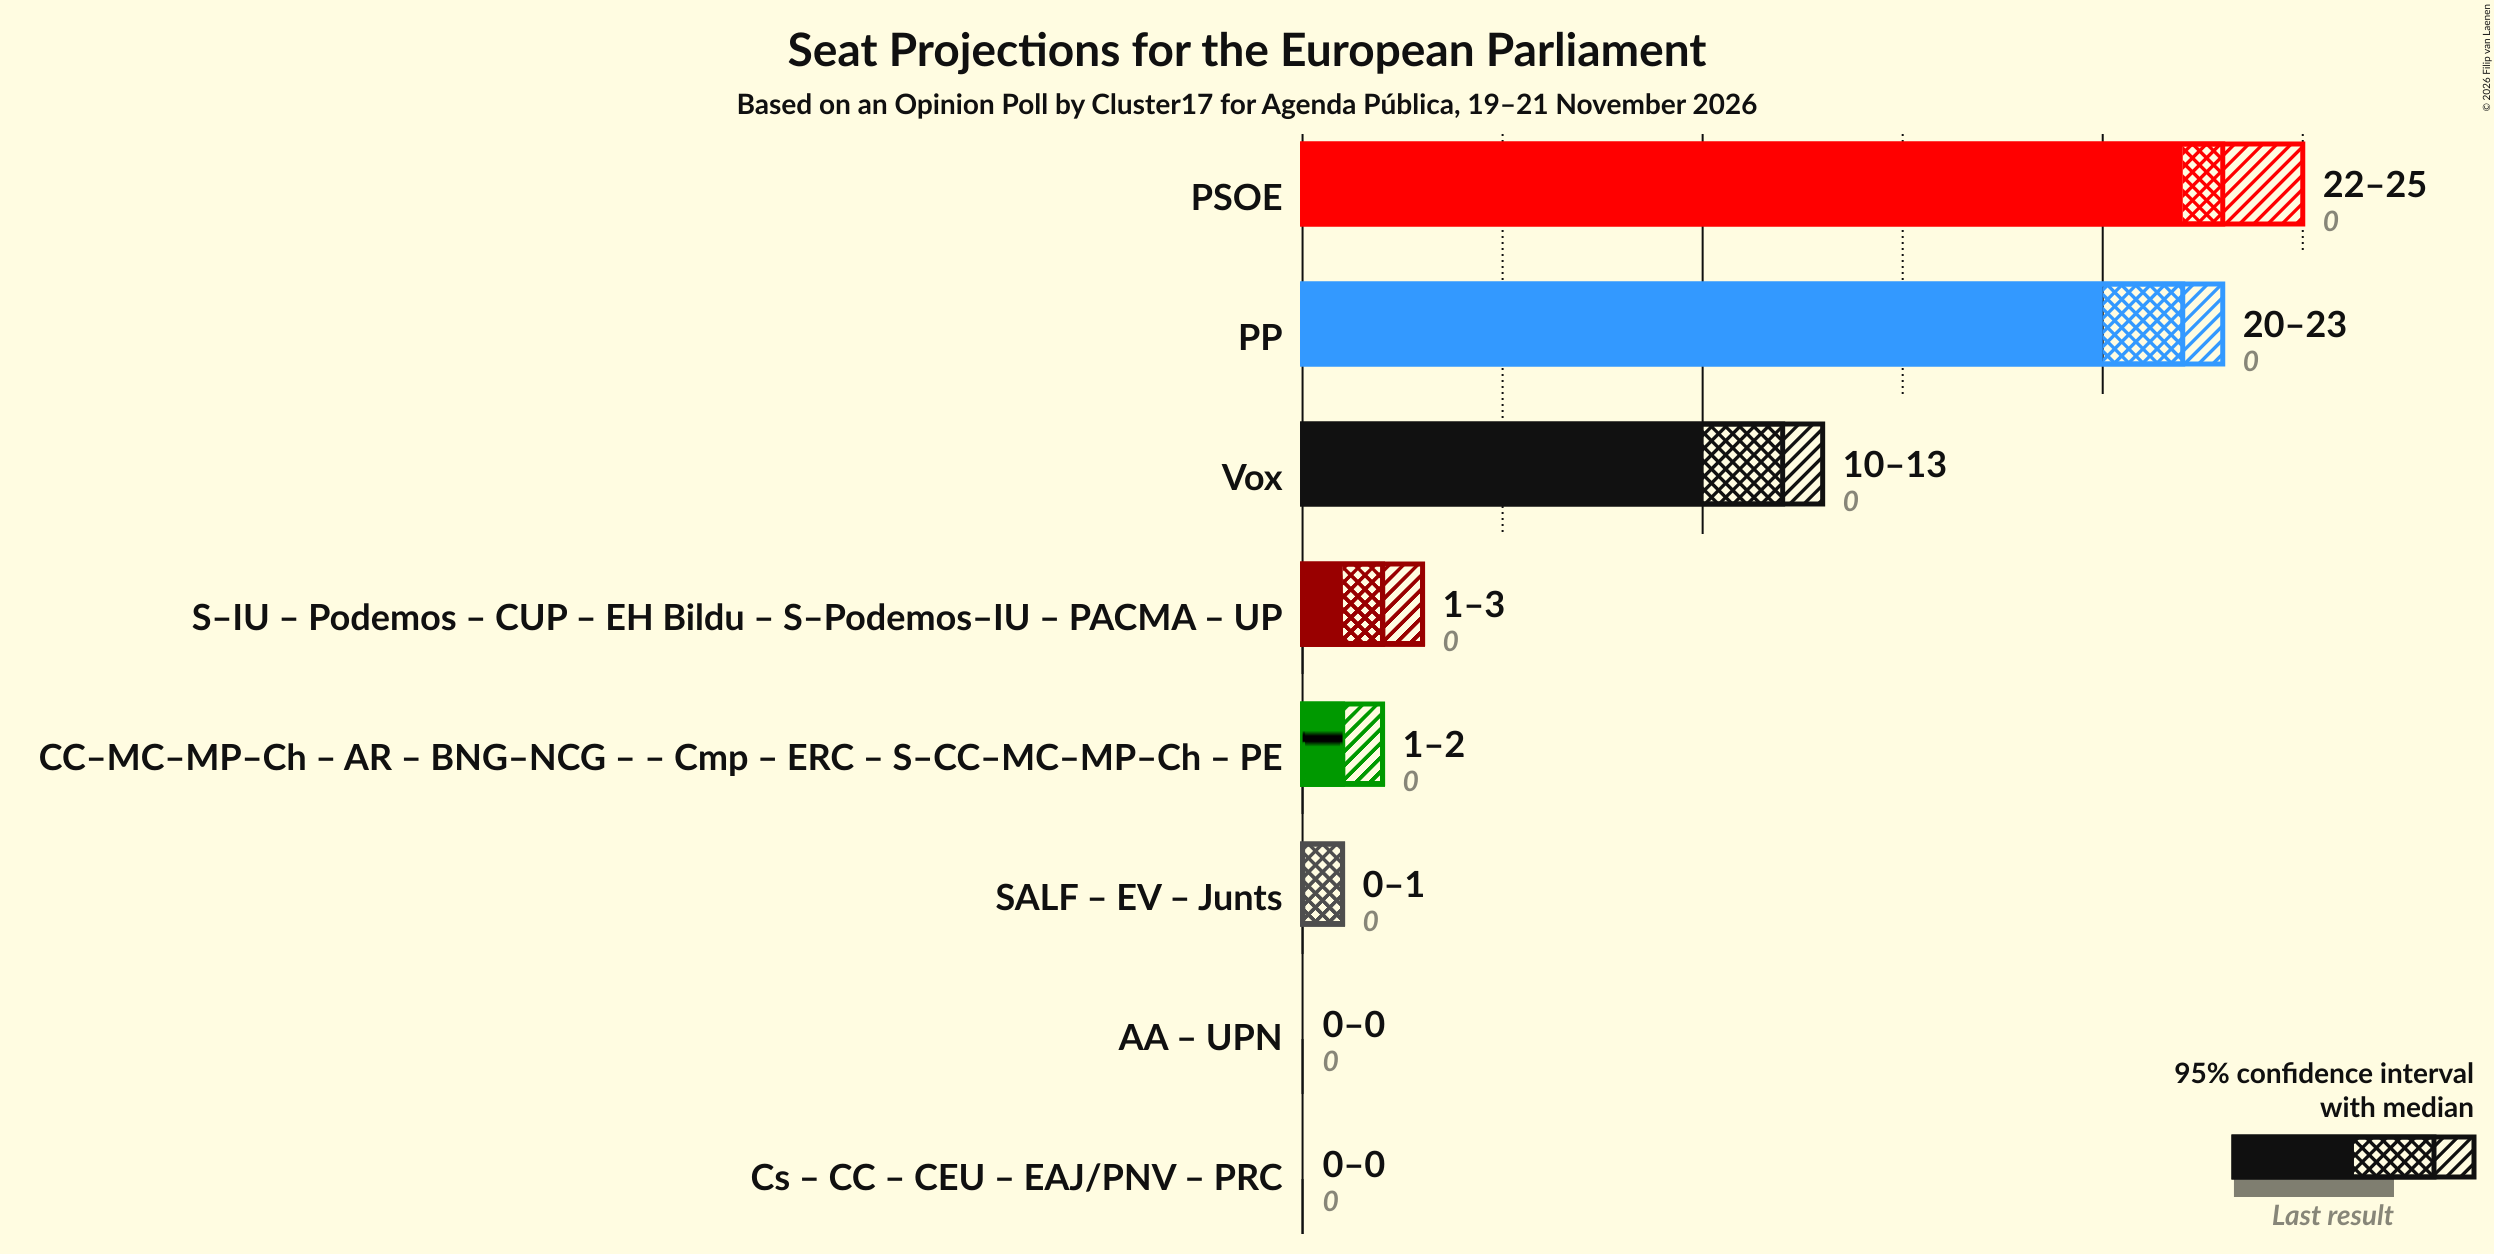 Seat Projections for the European Parliament
Based on an Opinion Poll by Cluster17 for Agenda Pública, 19–21 November 2026
© 2026 Filip van Laenen
PSOE
22–25
0
PP
20–23
0
Vox
10–13
0
S–IU – Podemos – CUP – EH Bildu – S–Podemos–IU – PACMA – UP
1–3
0
CC–MC–MP–Ch – AR – BNG–NCG – – Cmp – ERC – S–CC–MC–MP–Ch – PE
1–2
0
SALF – EV – Junts
0–1
0
AA – UPN
0–0
0
Cs – CC – CEU – EAJ/PNV – PRC
0–0
0
95% confidence interval
with median
Last result